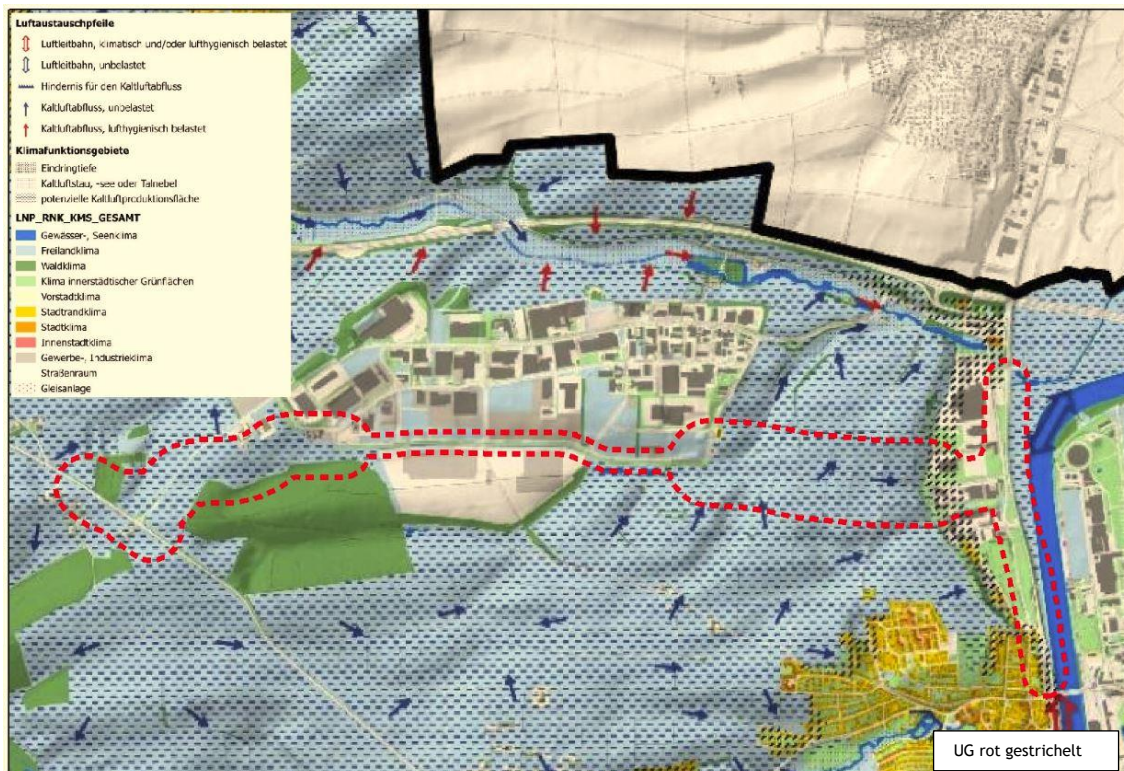 Luftaustauschpfeile
Luftleitbahn, klimatisch und/oder lufthygienisch belastet
Luftleitbahn, unbelastet
Hindernis für den Kaltluftabfluss
Kaltluftabfluss, unbelastet
Kaltluftabfluss, lufthygienisch belastet
Klimafunktionsgebiete
Eindringtiefe
Kaltluftstau, -see oder Talnebel
potenzielle Kaltluftproduktionsfläche
LNP_RNK_KMS_GESAMT
Gewässer-, Seenklima
Freilandklima
Waldklima
Klima innerstädtischer Grünflächen
Vorstadtklima
Stadtrandklima
Stadtklima
Innenstadtklima
Gewerbe-, Industrieklima
Straßenraum
Gleisanlage
UG rot gestrichelt